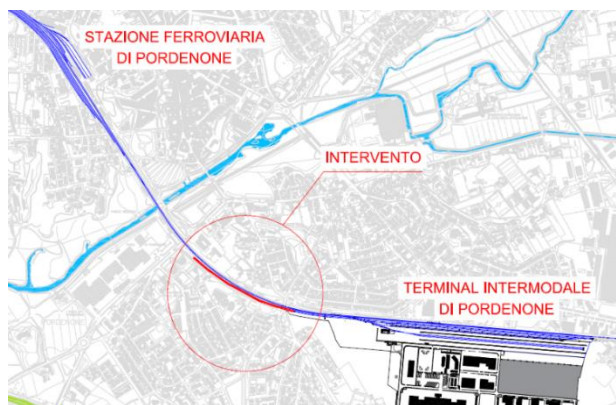 STAZIONE FERROVIARIA
DI PORDENONE
INTERVENTO
TERMINAL INTERMODALE
DI PORDENONE